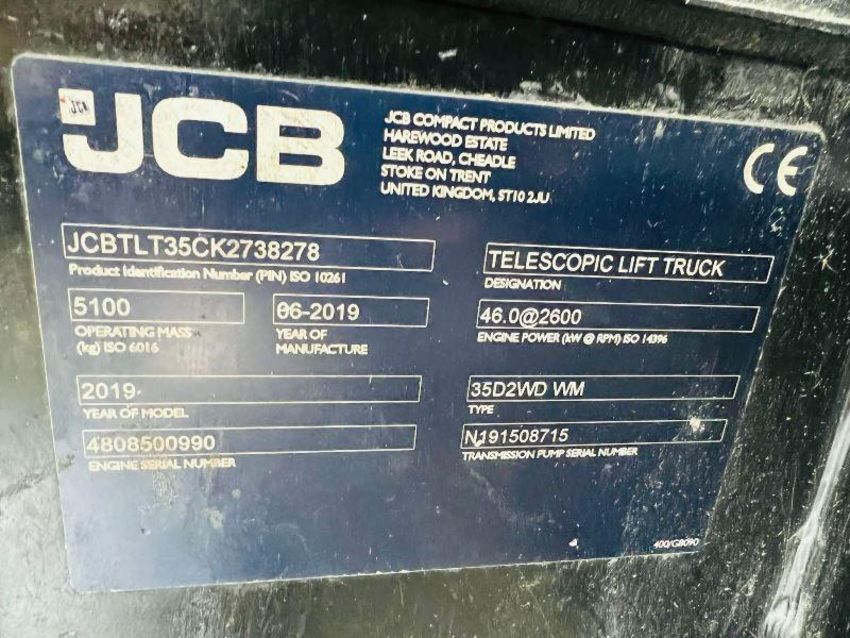 JCB
JCB
JCB COMPACT PRODUCTS LIMITED
HAREWOOD ESTATE
LEEK ROAD, CHEADLE
STOKE ON TRENT
UNITED KINGDOM, ST10 2JU
CE
JCBTLT35CK2738278
Product Identification Number (PIN) ISO 10261
TELESCOPIC LIFT TRUCK
DESIGNATION
5100
OPERATING MASS
(kg) ISO 6016
06-2019
YEAR OF
MANUFACTURE
46.0@2600
ENGINE POWER (kW @ RPM) ISO 14396
2019
YEAR OF MODEL
35D2WD WM
TYPE
4808500990
ENGINE SERIAL NUMBER
N191508715
TRANSMISSION PUMP SERIAL NUMBER
400/G8090